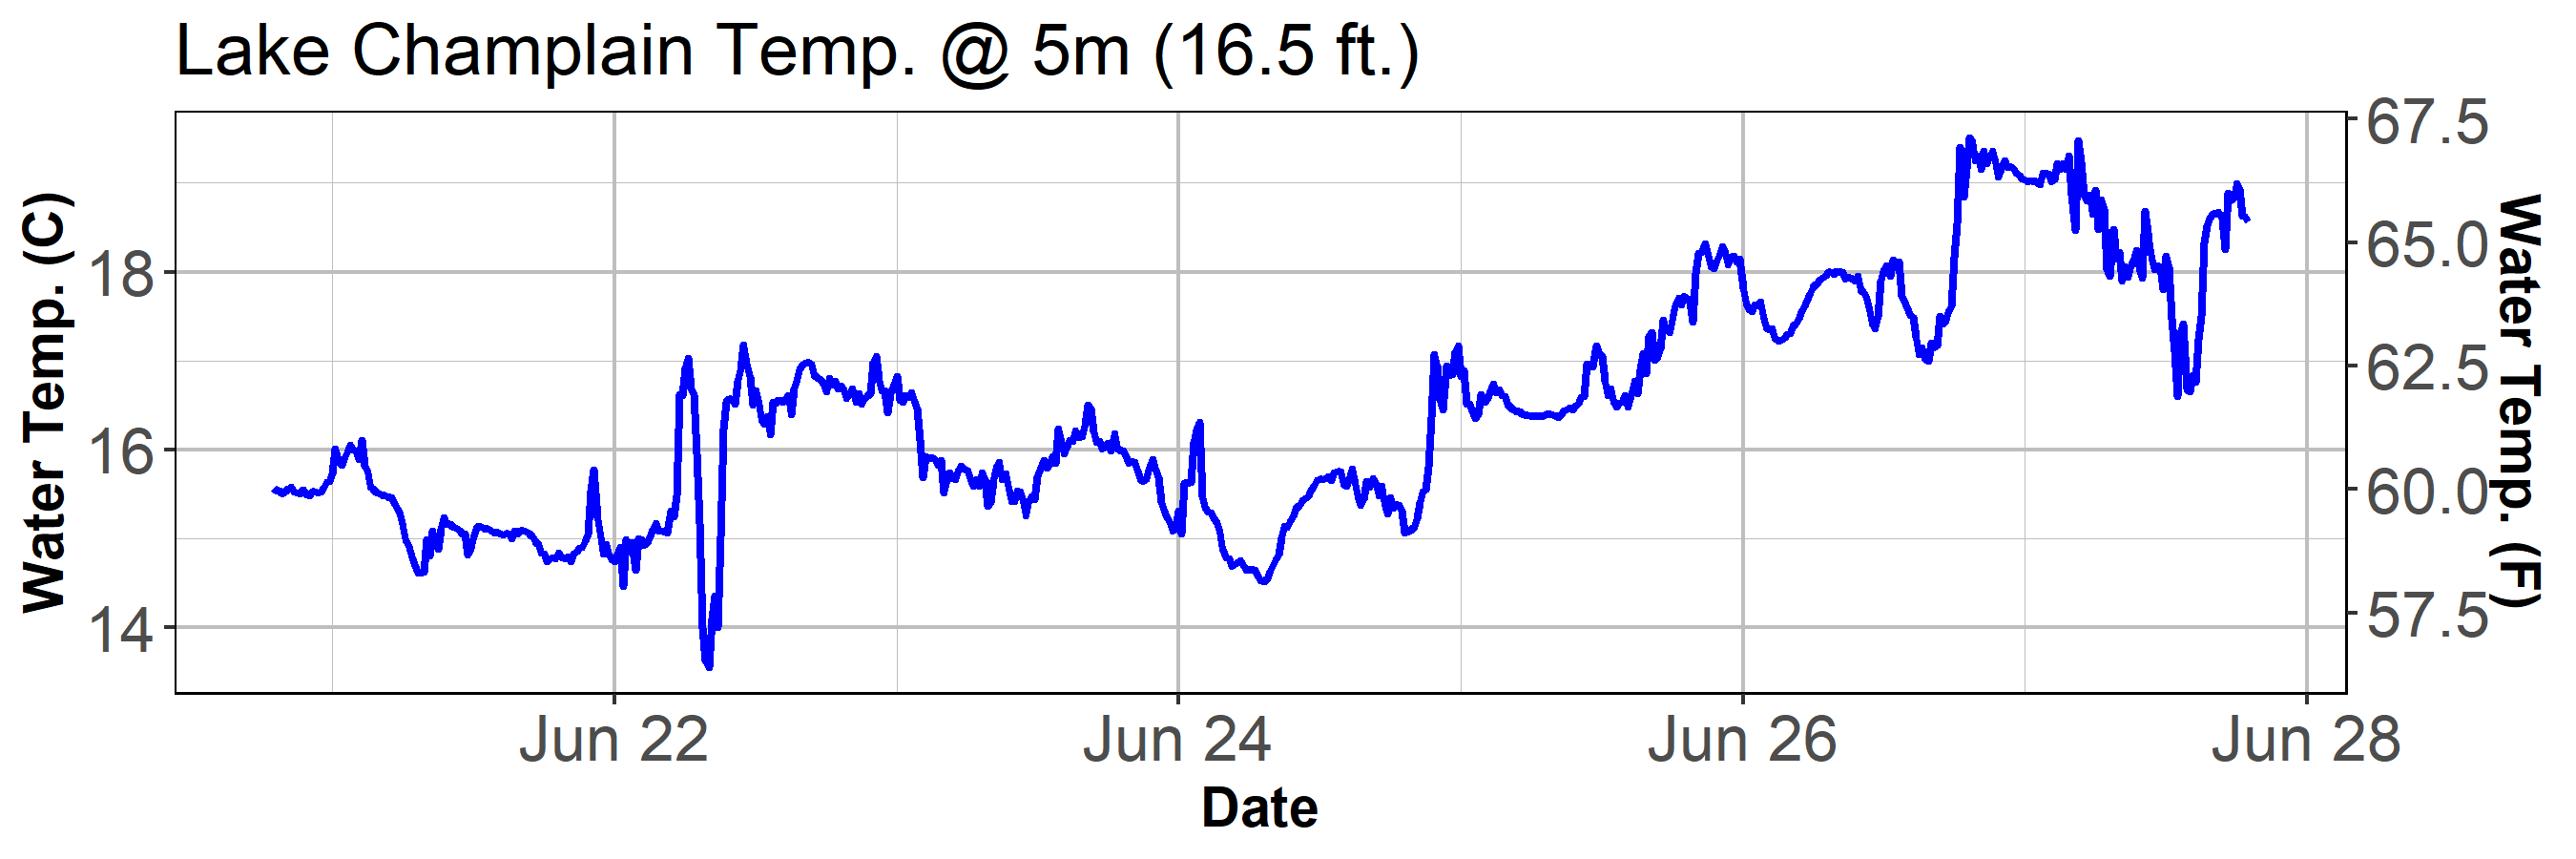 Lake Champlain Temp. @ 5m (16.5 ft.)
Water Temp. (C)
18
16
14
67.5
65.0
62.5
60.0
57.5
Water Temp. (F)
Jun 22
Jun 24
Jun 26
Jun 28
Date